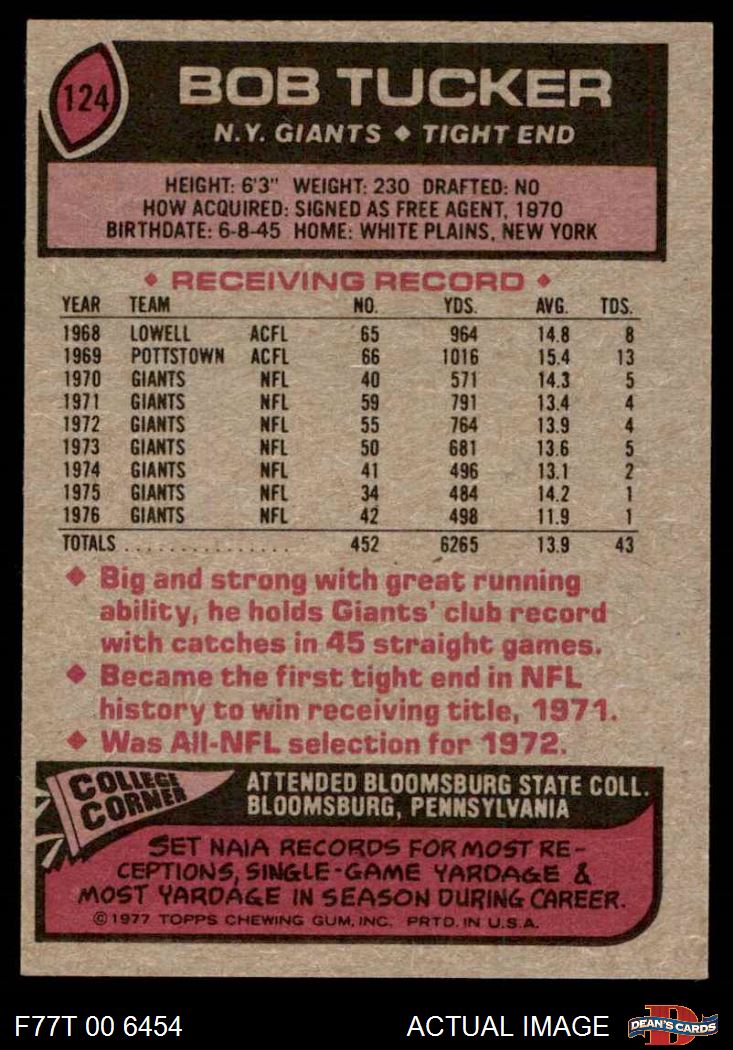 124
BOB TUCKER
N.Y. GIANTS ♦ TIGHT END
HEIGHT: 6'3" WEIGHT: 230 DRAFTED: NO
HOW ACQUIRED: SIGNED AS FREE AGENT, 1970
BIRTHDATE: 6-8-45 HOME: WHITE PLAINS, NEW YORK
♦ RECEIVING RECORD ♦
YEAR TEAM NO. YDS. AVG. TDS.
1968 LOWELL ACFL 65 964 14.8 8
1969 POTTSTOWN ACFL 66 1016 15.4 13
1970 GIANTS NFL 40 571 14.3 5
1971 GIANTS NFL 59 791 13.4 4
1972 GIANTS NFL 55 764 13.9 4
1973 GIANTS NFL 50 681 13.6 5
1974 GIANTS NFL 41 496 13.1 2
1975 GIANTS NFL 34 484 14.2 1
1976 GIANTS NFL 42 498 11.9 1
TOTALS .............. 452 6265 13.9 43
♦ Big and strong with great running
ability, he holds Giants' club record
with catches in 45 straight games.
♦ Became the first tight end in NFL
history to win receiving title, 1971.
♦ Was All-NFL selection for 1972.
COLLEGE
CORNER
ATTENDED BLOOMSBURG STATE COLL.
BLOOMSBURG, PENNSYLVANIA
SET NAIA RECORDS FOR MOST RE-
CEPTIONS, SINGLE-GAME YARDAGE &
MOST YARDAGE IN SEASON DURING CAREER.
© 1977 TOPPS CHEWING GUM, INC. PRTD. IN U.S.A.
F77T 00 6454 ACTUAL IMAGE
D
DEAN'S CARDS